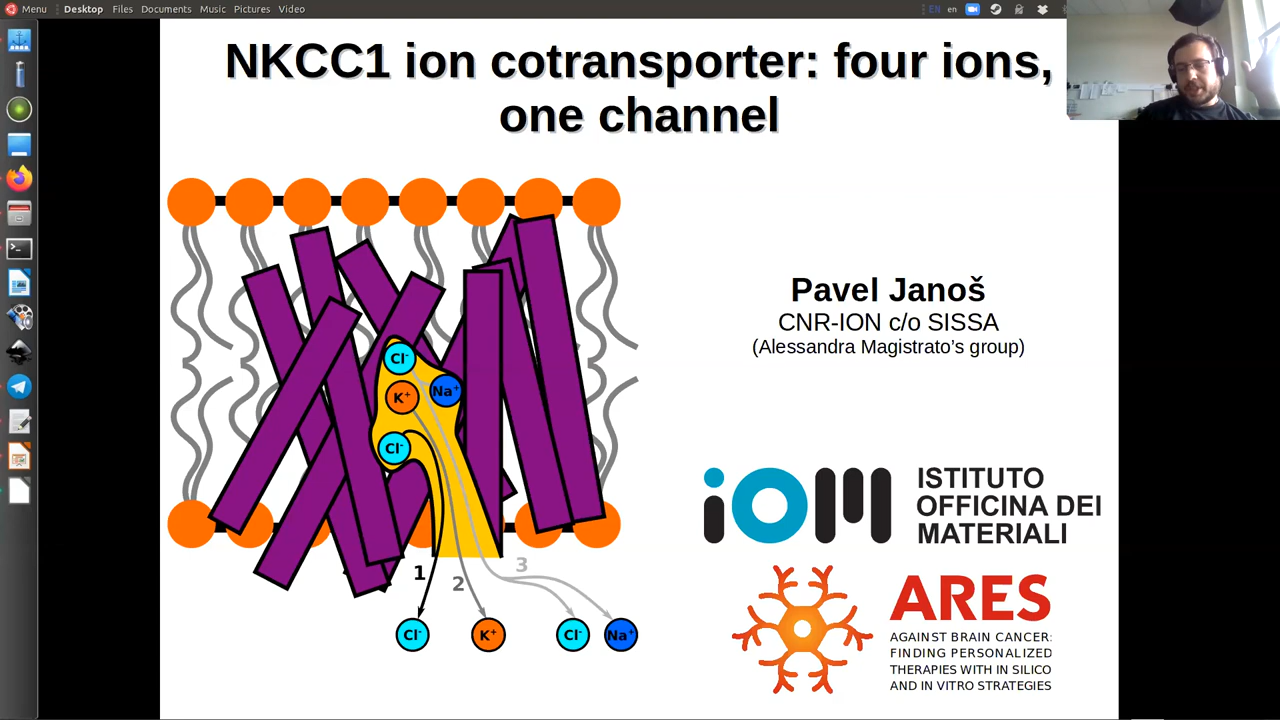 Menu Desktop Files Documents Music Pictures Video
EN en
NKCC1 ion cotransporter: four ions,
one channel
Pavel Janoš
CNR-ION c/o SISSA
(Alessandra Magistrato’s group)
Cl-
K+ Na+
Cl-
1 2 3
Cl- K+ Cl- Na+
iOM
ISTITUTO
OFFICINA DEI
MATERIALI
ARES
AGAINST BRAIN CANCER:
FINDING PERSONALIZED
THERAPIES WITH IN SILICO
AND IN VITRO STRATEGIES